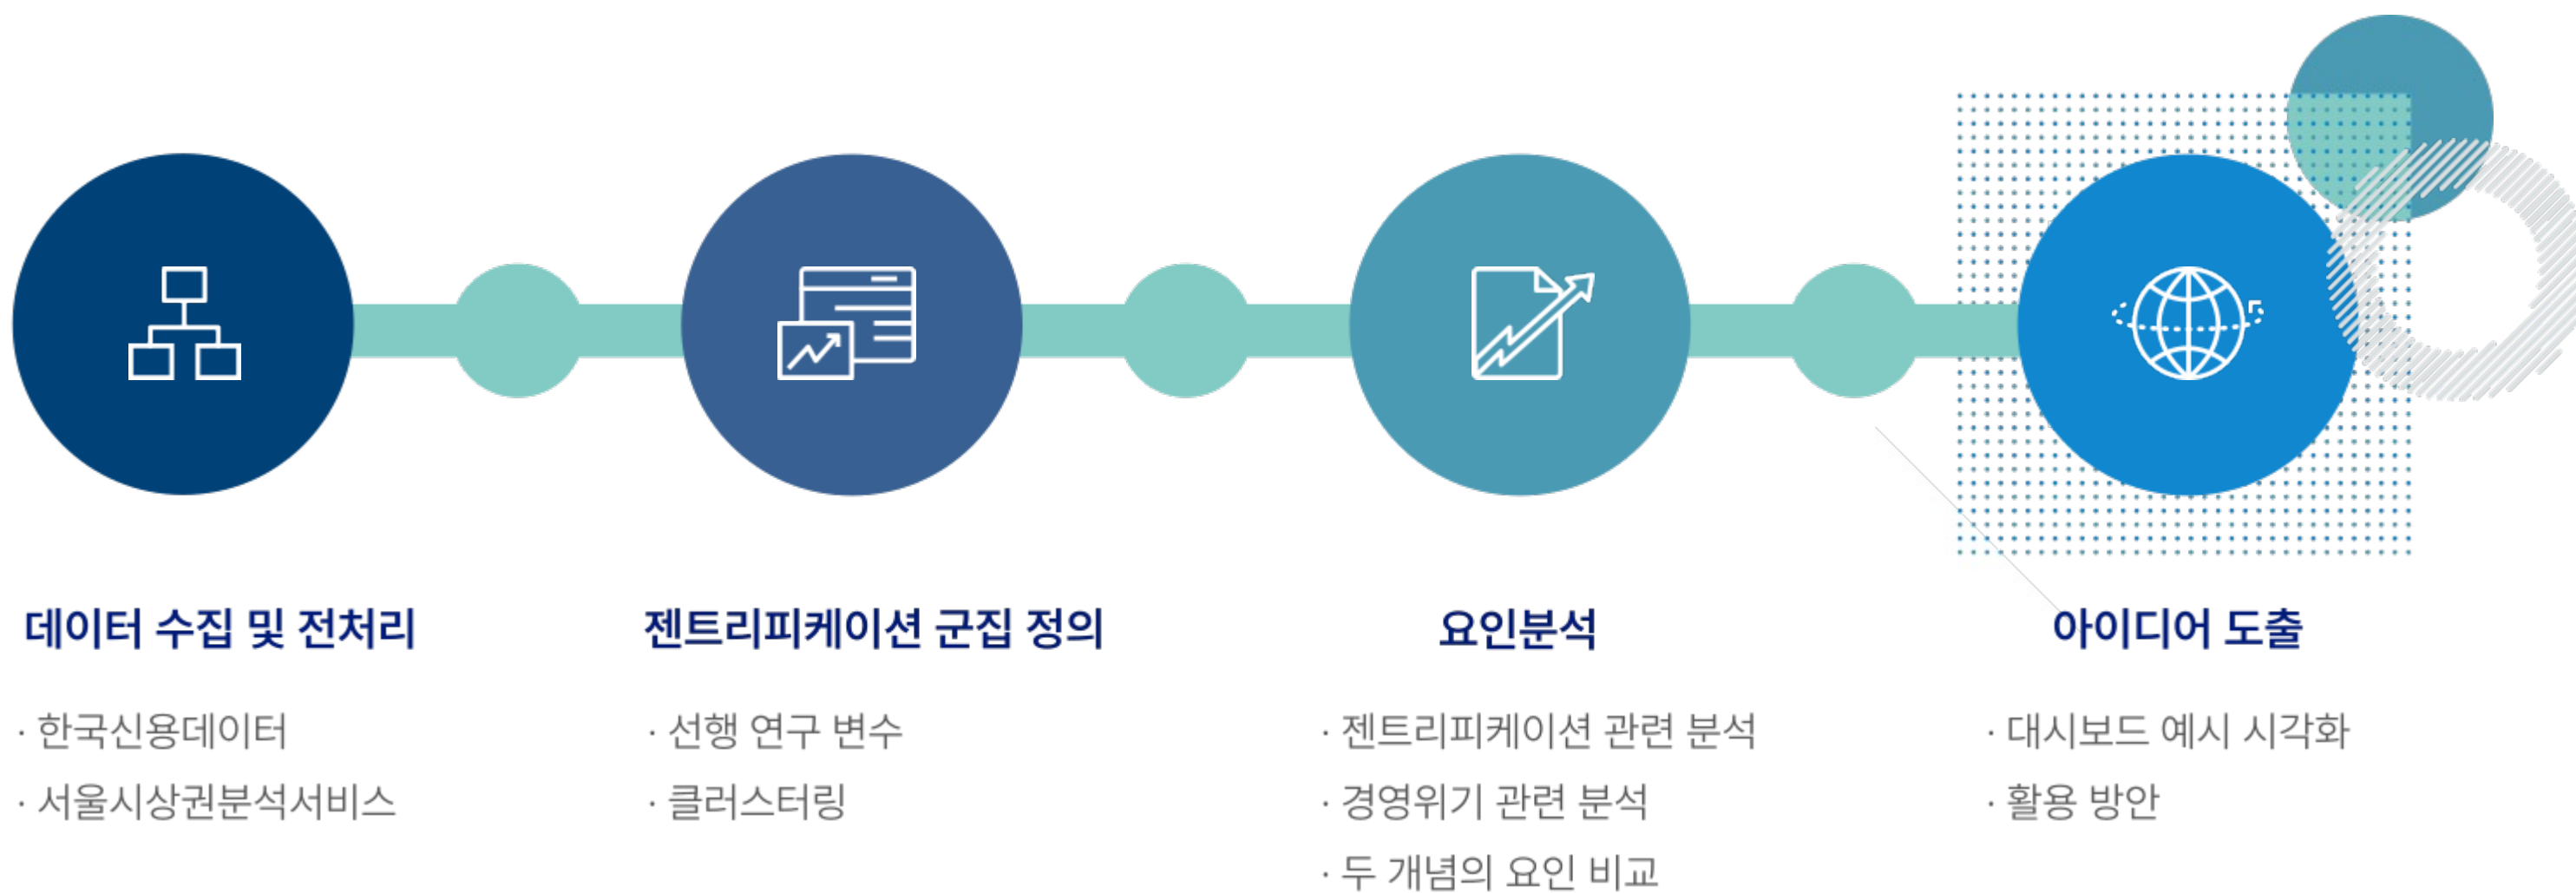 데이터 수집 및 전처리
· 한국신용데이터
· 서울시상권분석서비스
젠트리피케이션 군집 정의
· 선행 연구 변수
· 클러스터링
요인분석
· 젠트리피케이션 관련 분석
· 경영위기 관련 분석
· 두 개념의 요인 비교
아이디어 도출
· 대시보드 예시 시각화
· 활용 방안